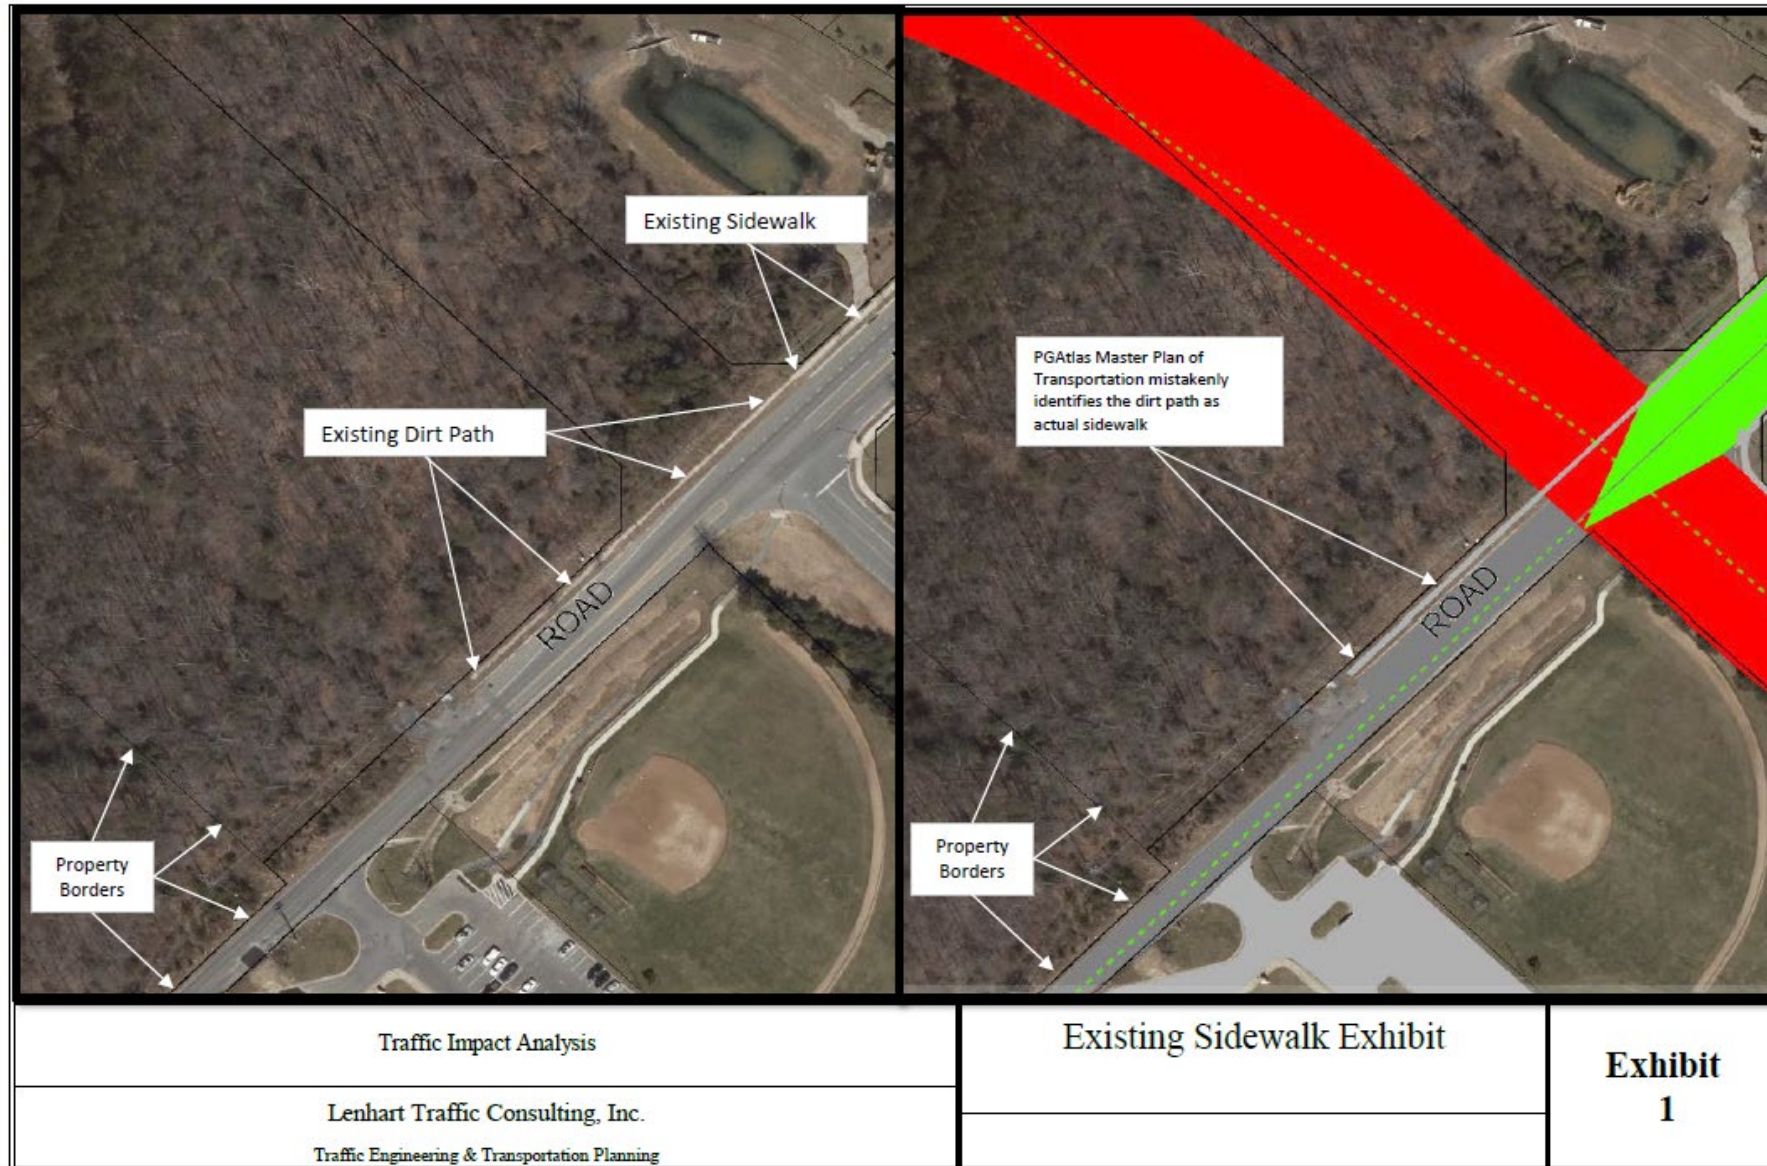 Existing Sidewalk
Existing Dirt Path
ROAD
Property
Borders
PGAtlas Master Plan of
Transportation mistakenly
identifies the dirt path as
actual sidewalk
ROAD
Property
Borders
Traffic Impact Analysis
Lenhart Traffic Consulting, Inc.
Traffic Engineering & Transportation Planning
Existing Sidewalk Exhibit
Exhibit
1